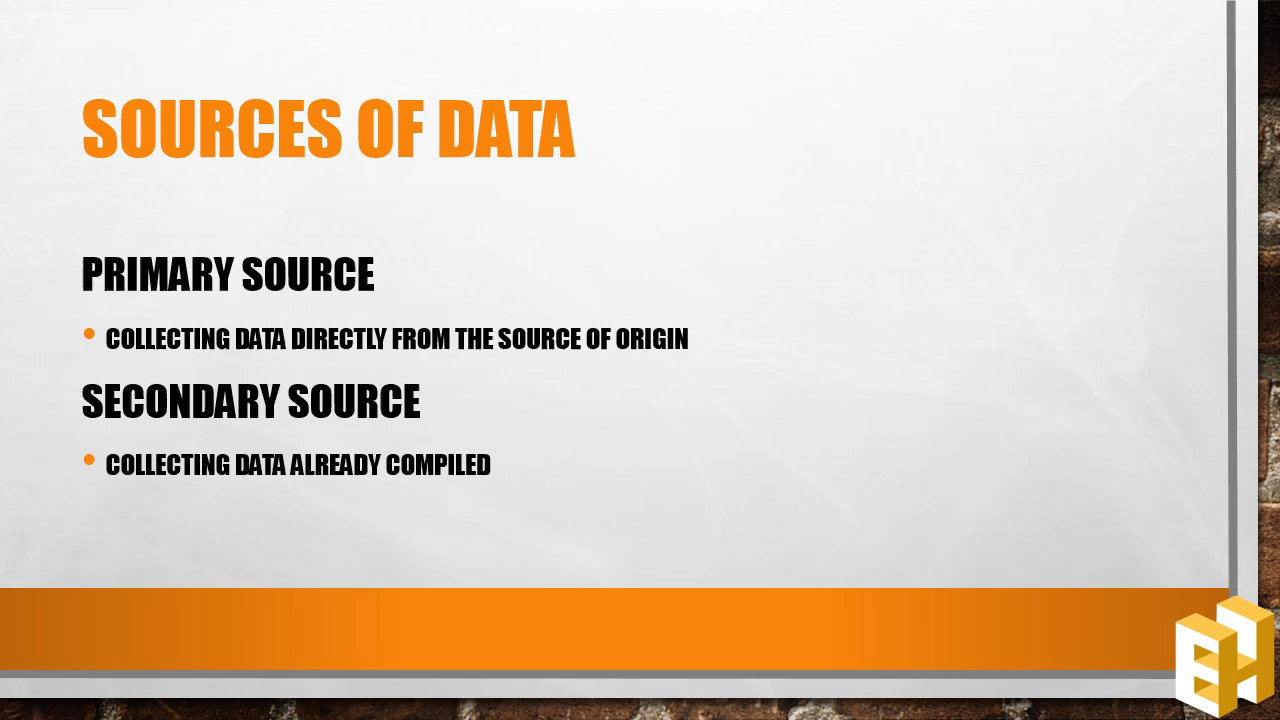 SOURCES OF DATA
PRIMARY SOURCE
• COLLECTING DATA DIRECTLY FROM THE SOURCE OF ORIGIN
SECONDARY SOURCE
• COLLECTING DATA ALREADY COMPILED
EH